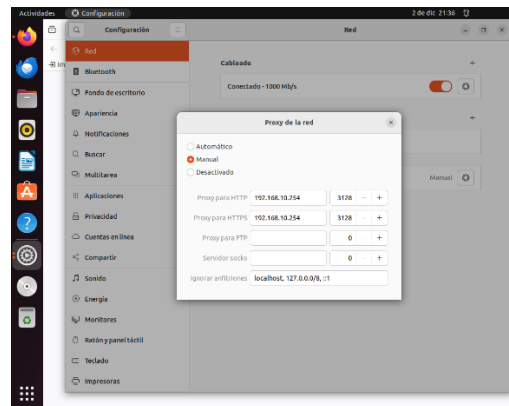 Actividades
Configuración
2 de dic 21:36
Configuración
Red
Red
Bluetooth
Fondo de escritorio
Apariencia
Notificaciones
Buscar
Multitarea
Aplicaciones
Privacidad
Cuentas en línea
Compartir
Sonido
Energía
Monitores
Ratón y panel táctil
Teclado
Impresoras
Im
Cableado
Conectado - 1000 Mb/s
Manual
Proxy de la red
Automático
Manual
Desactivado
Proxy para HTTP 192.168.10.254 3128 - +
Proxy para HTTPS 192.168.10.254 3128 - +
Proxy para FTP 0 - +
Servidor socks 0 - +
Ignorar anfitriones localhost, 127.0.0.0/8, ::1